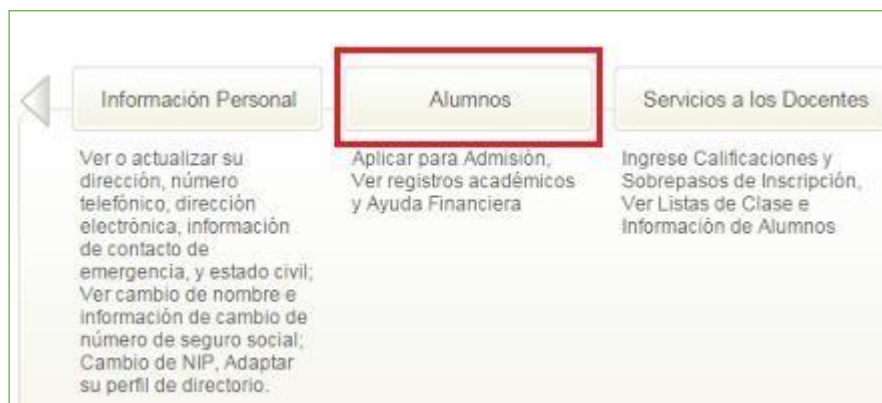 Información Personal
Ver o actualizar su
dirección, número
telefónico, dirección
electrónica, información
de contacto de
emergencia, y estado civil;
Ver cambio de nombre e
información de cambio de
número de seguro social;
Cambio de NIP, Adaptar
su perfil de directorio.
Alumnos
Aplicar para Admisión,
Ver registros académicos
y Ayuda Financiera
Servicios a los Docentes
Ingrese Calificaciones y
Sobrepasos de Inscripción,
Ver Listas de Clase e
Información de Alumnos